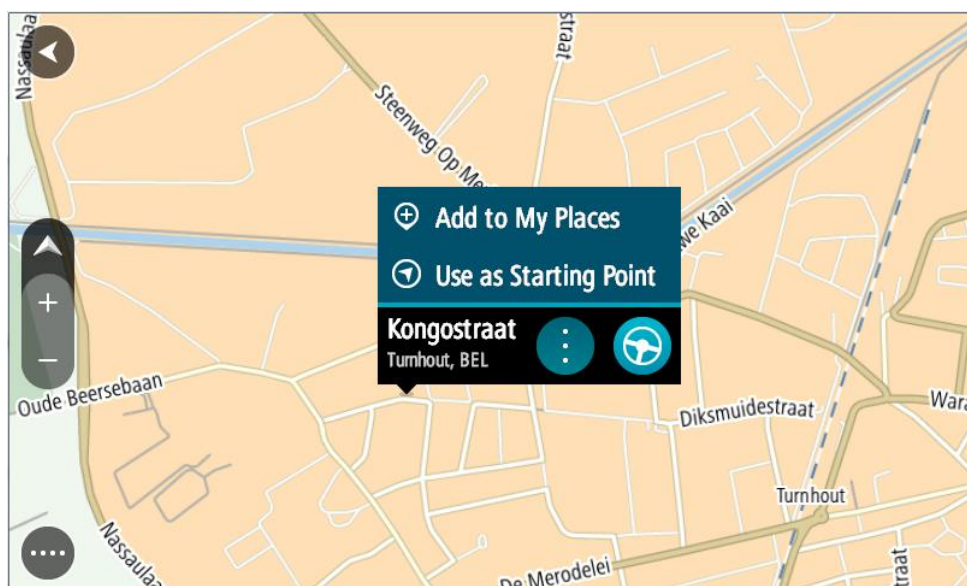 Nassaulaa
straat
Steenweg Op Me
Add to My Places
we Kaai
Use as Starting Point
+
Kongostraat
Turnhout, BEL
−
Oude Beersebaan
Diksmuidestraat
Wara
Turnhout
Nassaulaa
De Merodelei
traat